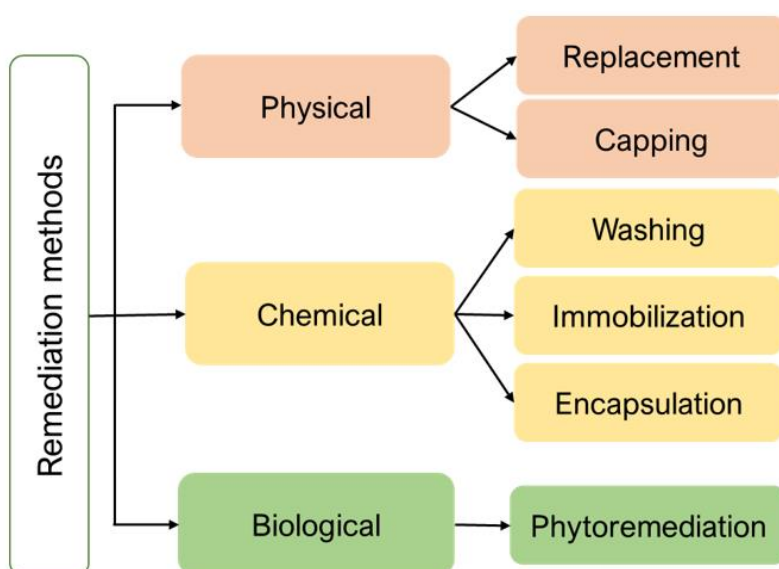 Remediation methods
Physical
Replacement
Capping
Chemical
Washing
Immobilization
Encapsulation
Biological
Phytoremediation